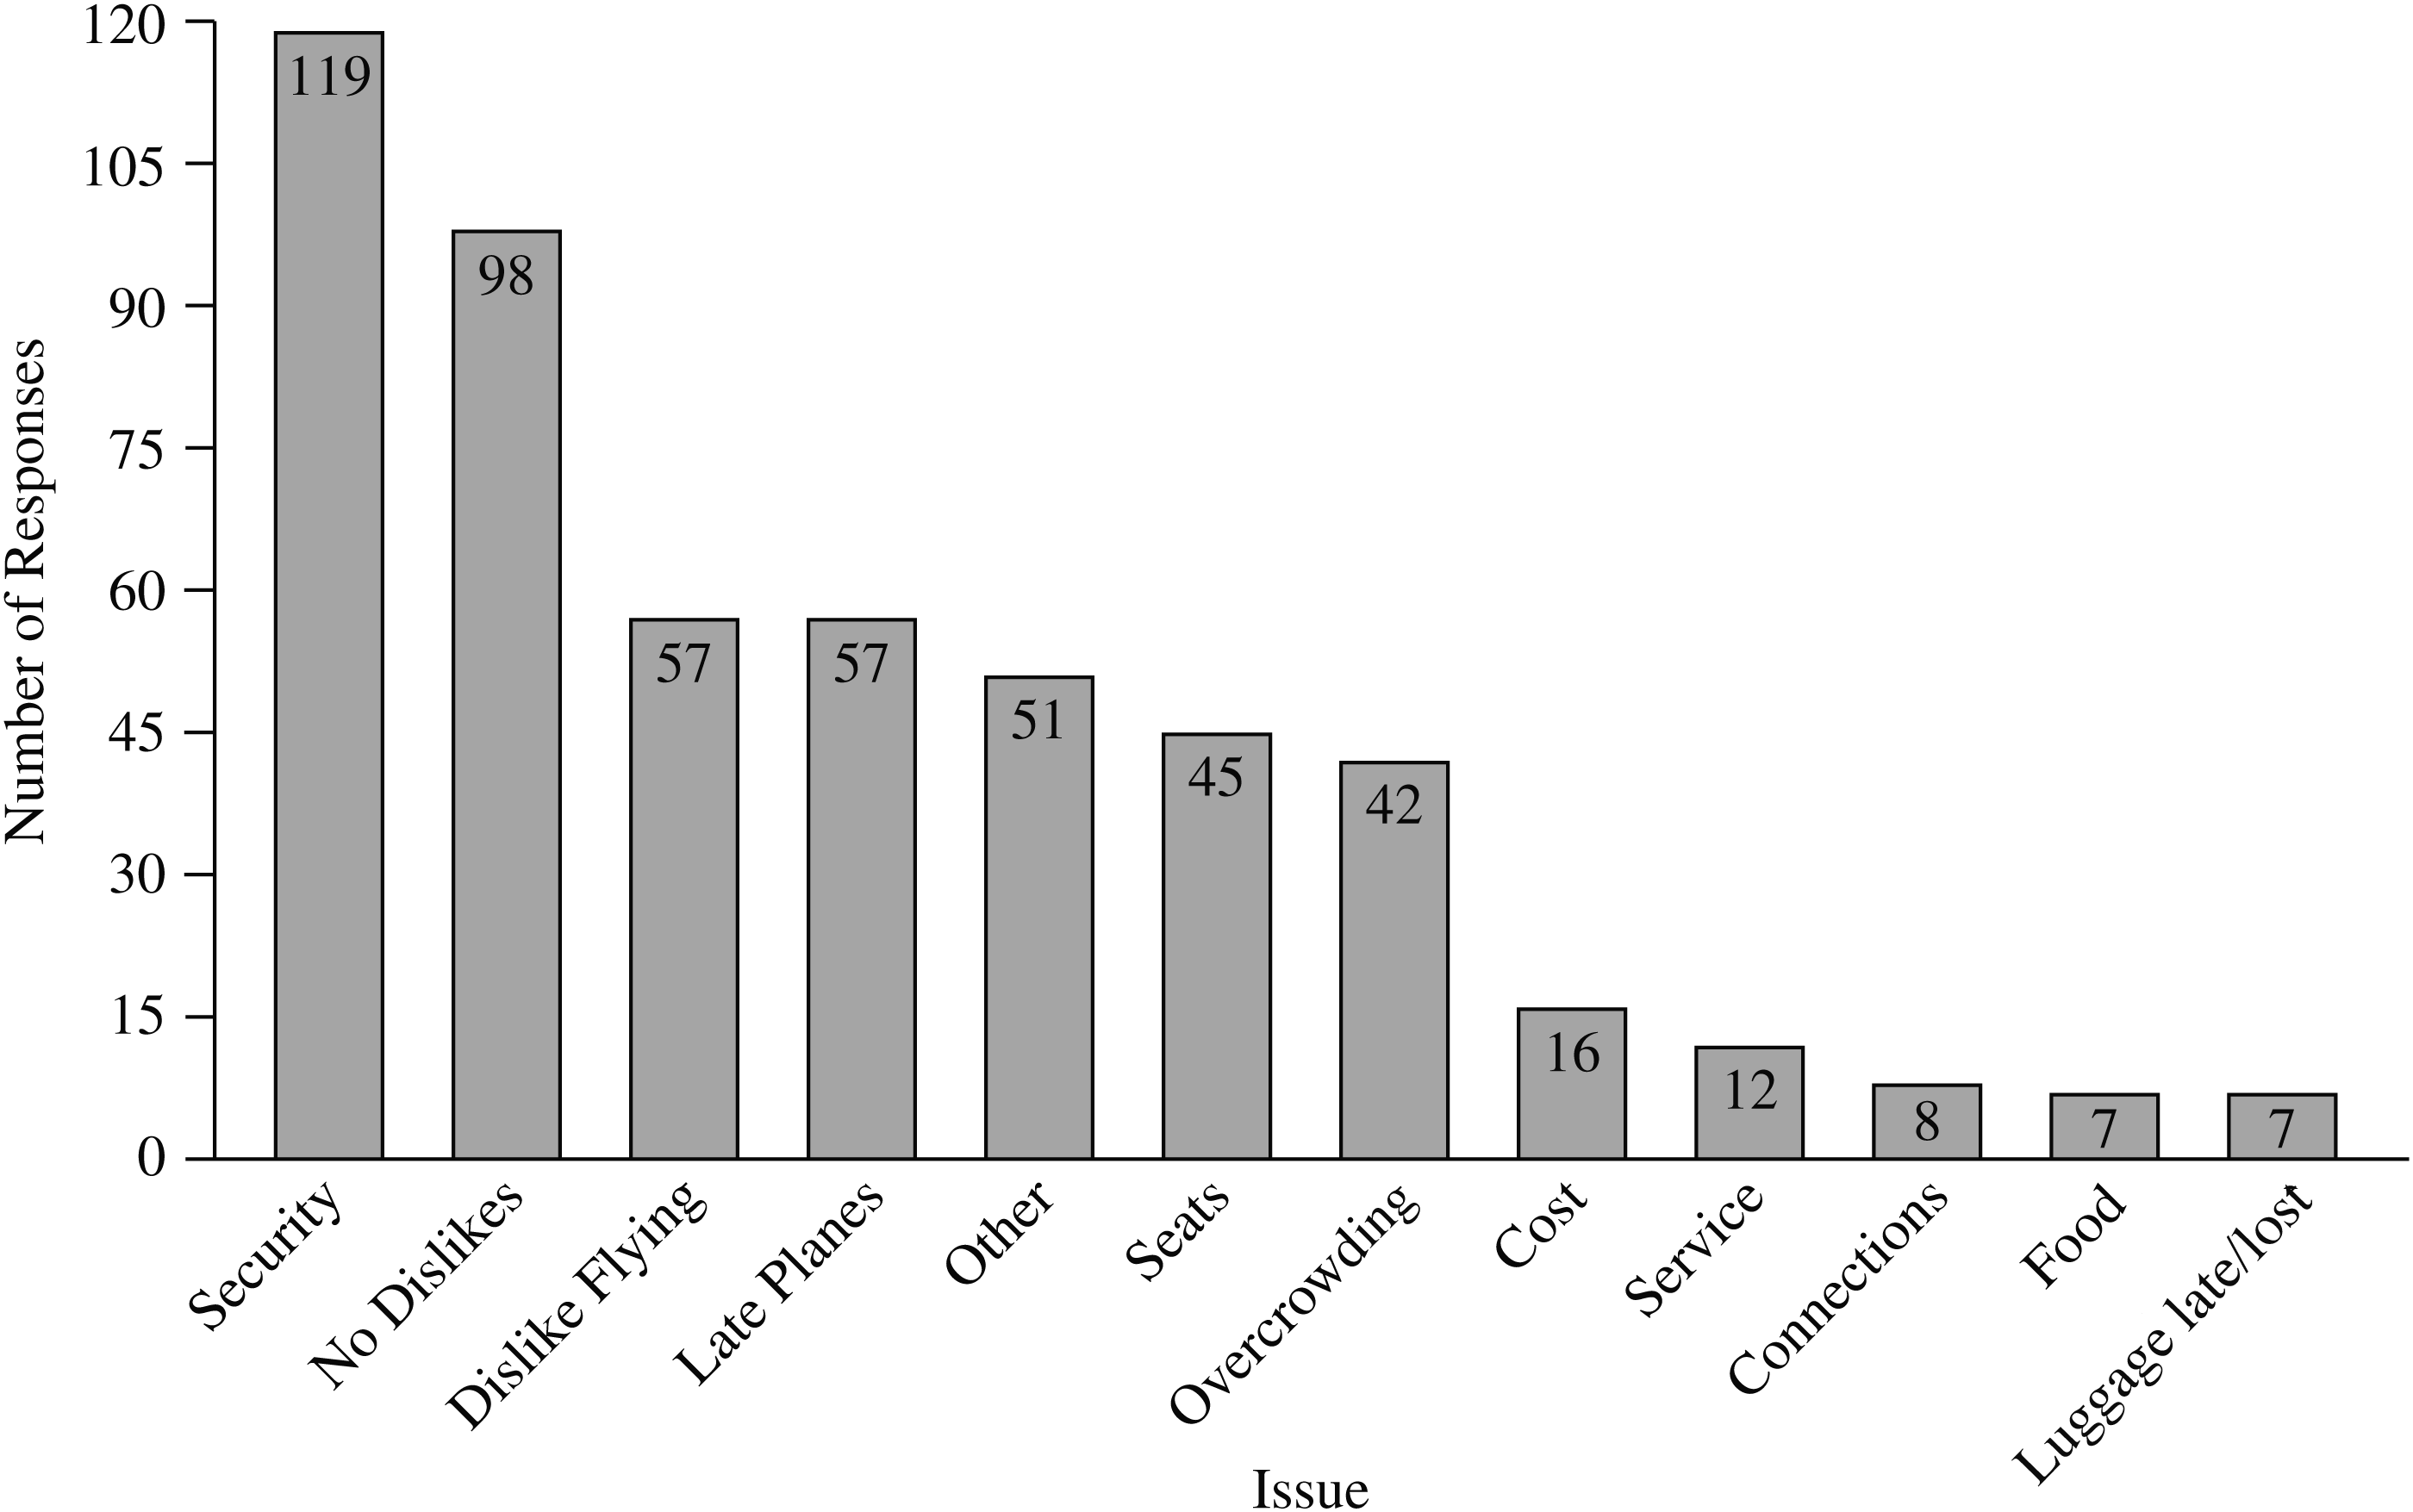 Number of Responses
120
105
90
75
60
45
30
15
0
119
98
57
57
51
45
42
16
12
8
7
7
Security
No Dislikes
Dislike Flying
Late Planes
Other
Seats
Overcrowding
Cost
Service
Connections
Food
Luggage late/lost
Issue